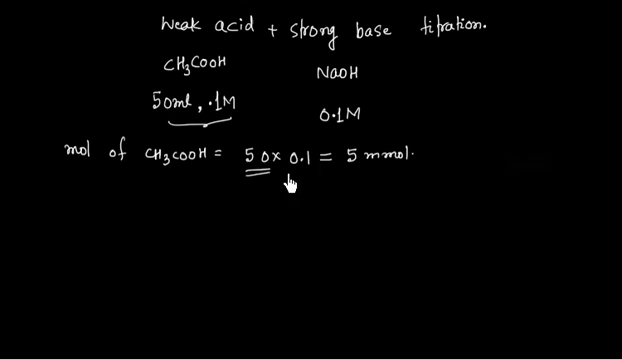 Weak acid + strong base titration.
CH3COOH NaOH
50ml, .1M 0.1M
mol of CH3COOH = 50 x 0.1 = 5 mmol.